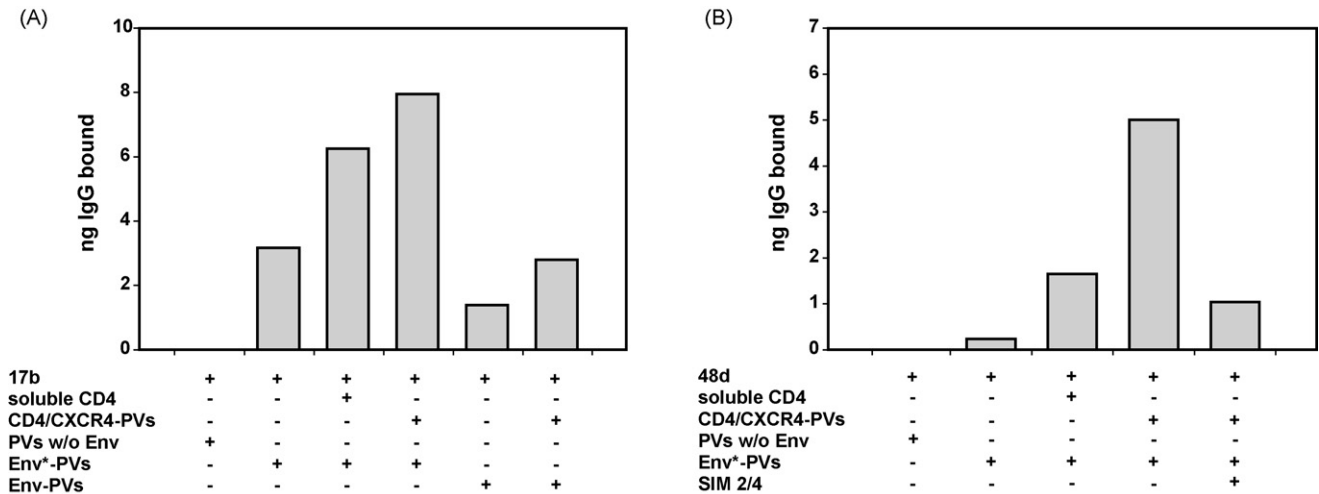 (A)
10
8
6
4
2
0
ng IgG bound
17b + + + + + +
soluble CD4 - - + - - -
CD4/CXCR4-PVs - - - + - +
PVs w/o Env + - - - - -
Env*-PVs - + + + - -
Env-PVs - - - - + +
(B)
7
6
5
4
3
2
1
0
ng IgG bound
48d + + + + +
soluble CD4 - - + - -
CD4/CXCR4-PVs - - - + +
PVs w/o Env + - - - -
Env*-PVs - + + + +
SIM 2/4 - - - - +